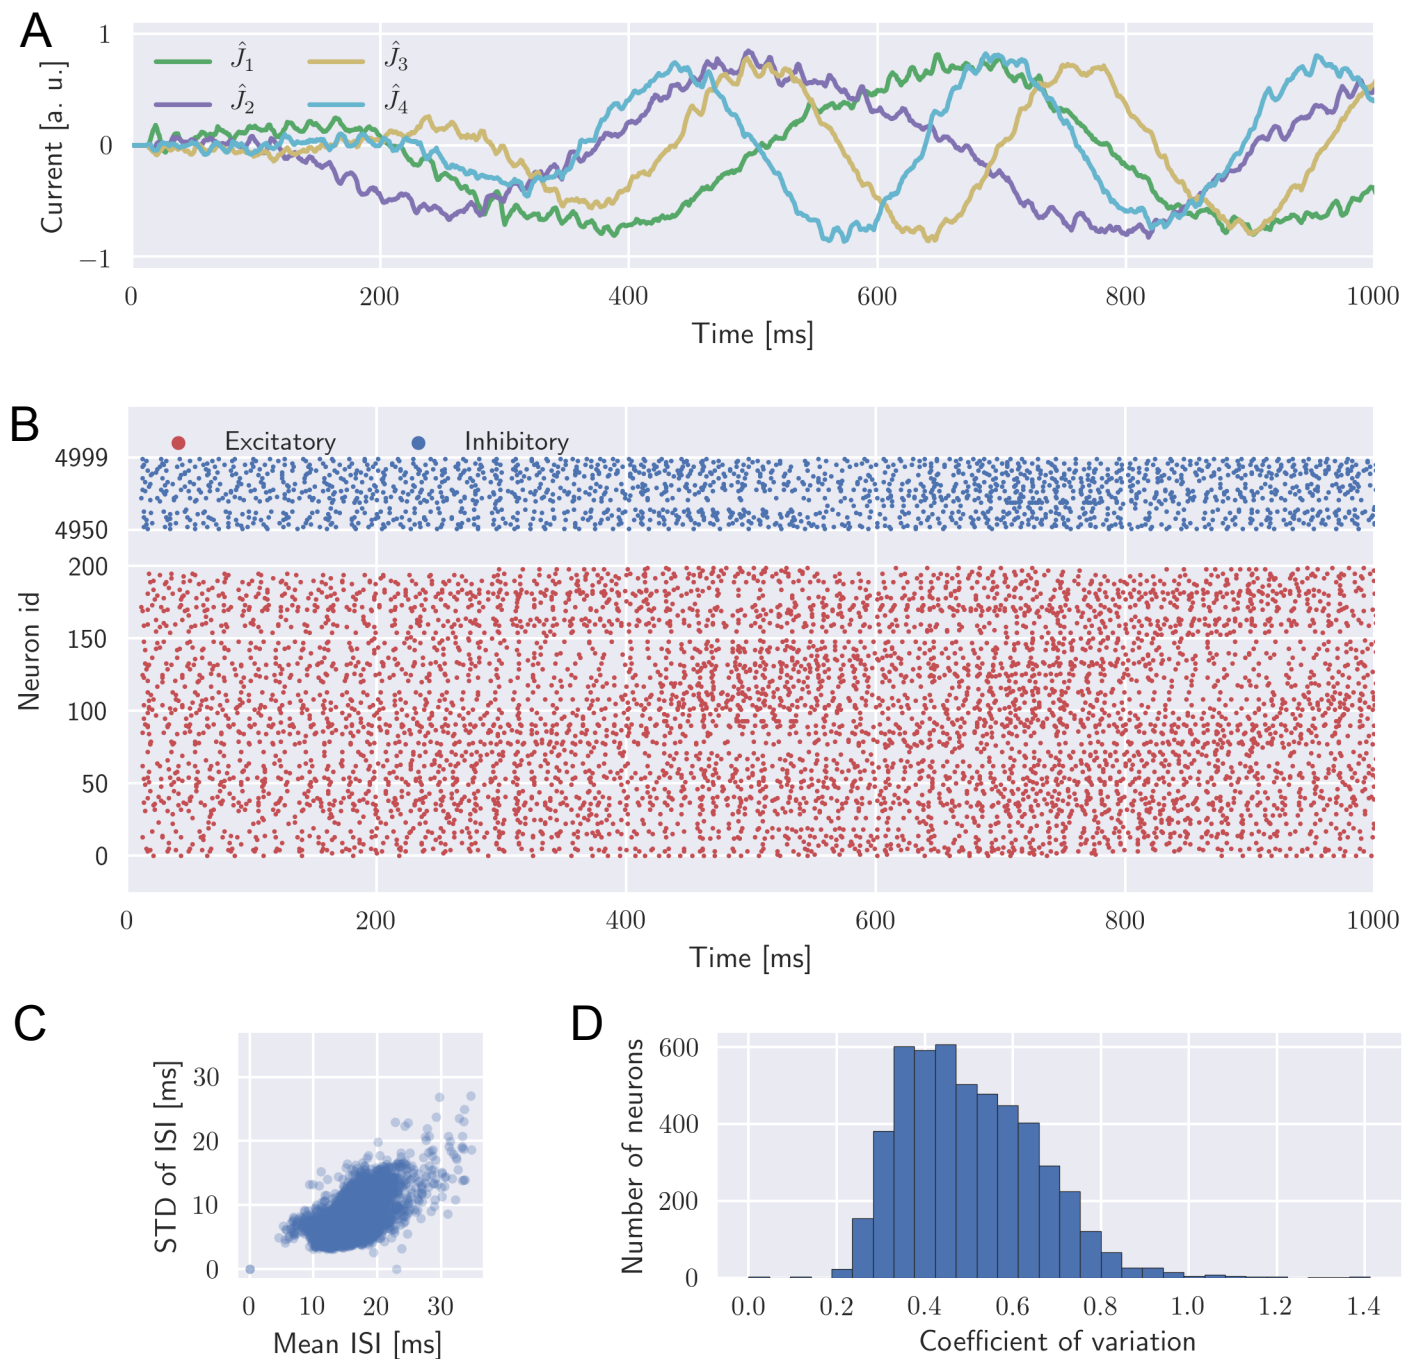 A
Current [a. u.]
1
0
−1
Ĵ1 Ĵ3
Ĵ2 Ĵ4
0 200 400 600 800 1000
Time [ms]
B
Neuron id
Excitatory Inhibitory
4999
4950
200
150
100
50
0
0 200 400 600 800 1000
Time [ms]
C
STD of ISI [ms]
30
20
10
0
0 10 20 30
Mean ISI [ms]
D
Number of neurons
600
400
200
0
0.0 0.2 0.4 0.6 0.8 1.0 1.2 1.4
Coefficient of variation